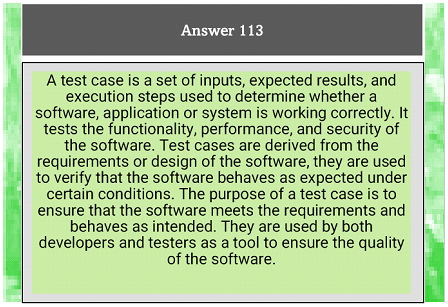 Answer 113
A test case is a set of inputs, expected results, and
execution steps used to determine whether a
software, application or system is working correctly. It
tests the functionality, performance, and security of
the software. Test cases are derived from the
requirements or design of the software, they are used
to verify that the software behaves as expected under
certain conditions. The purpose of a test case is to
ensure that the software meets the requirements and
behaves as intended. They are used by both
developers and testers as a tool to ensure the quality
of the software.